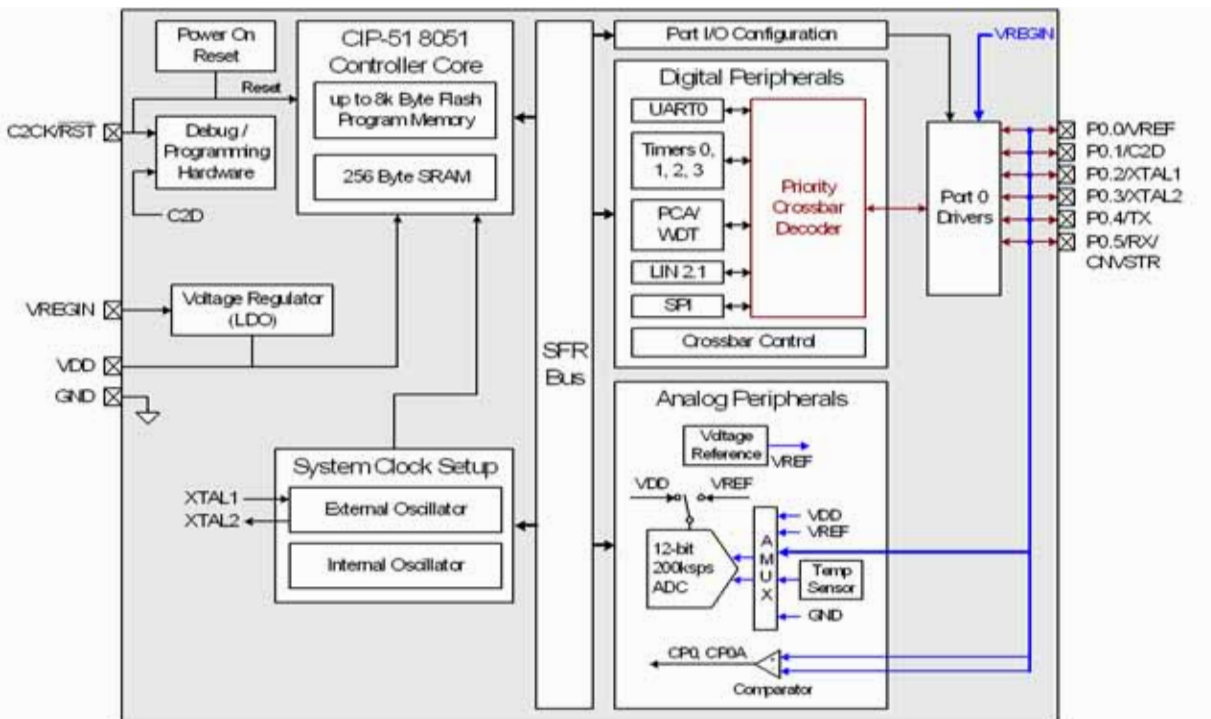 Power On
Reset
Reset
C2CK/RST
Debug /
Programming
Hardware
C2D
CIP-51 8051
Controller Core
up to 8k Byte Flash
Program Memory
256 Byte SRAM
VREGIN
Voltage Regulator
(LDO)
VDD
GND
System Clock Setup
XTAL1
XTAL2
External Oscillator
Internal Oscillator
SFR
Bus
Port I/O Configuration
Digital Peripherals
UART0
Timers 0,
1, 2, 3
PCA/
WDT
LIN 2.1
SPI
Priority
Crossbar
Decoder
Crossbar Control
VREGIN
Port 0
Drivers
P0.0/VREF
P0.1/C2D
P0.2/XTAL1
P0.3/XTAL2
P0.4/TX
P0.5/RX/
CNVSTR
Analog Peripherals
Voltage
Reference
VREF
VDD
VREF
12-bit
200ksps
ADC
AMUX
VDD
VREF
Temp
Sensor
GND
CP0, CP0A
+
-
Comparator